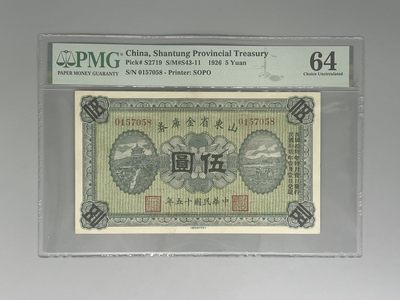 PMG
PAPER MONEY GUARANTY
China, Shantung Provincial Treasury
Pick# S2719 S/M#S43-11 1926 5 Yuan
S/N 0157058 - Printer: SOPO
64
Choice Uncirculated
0157058
0157058
券庫金省東山
圓伍
年五十國民華中